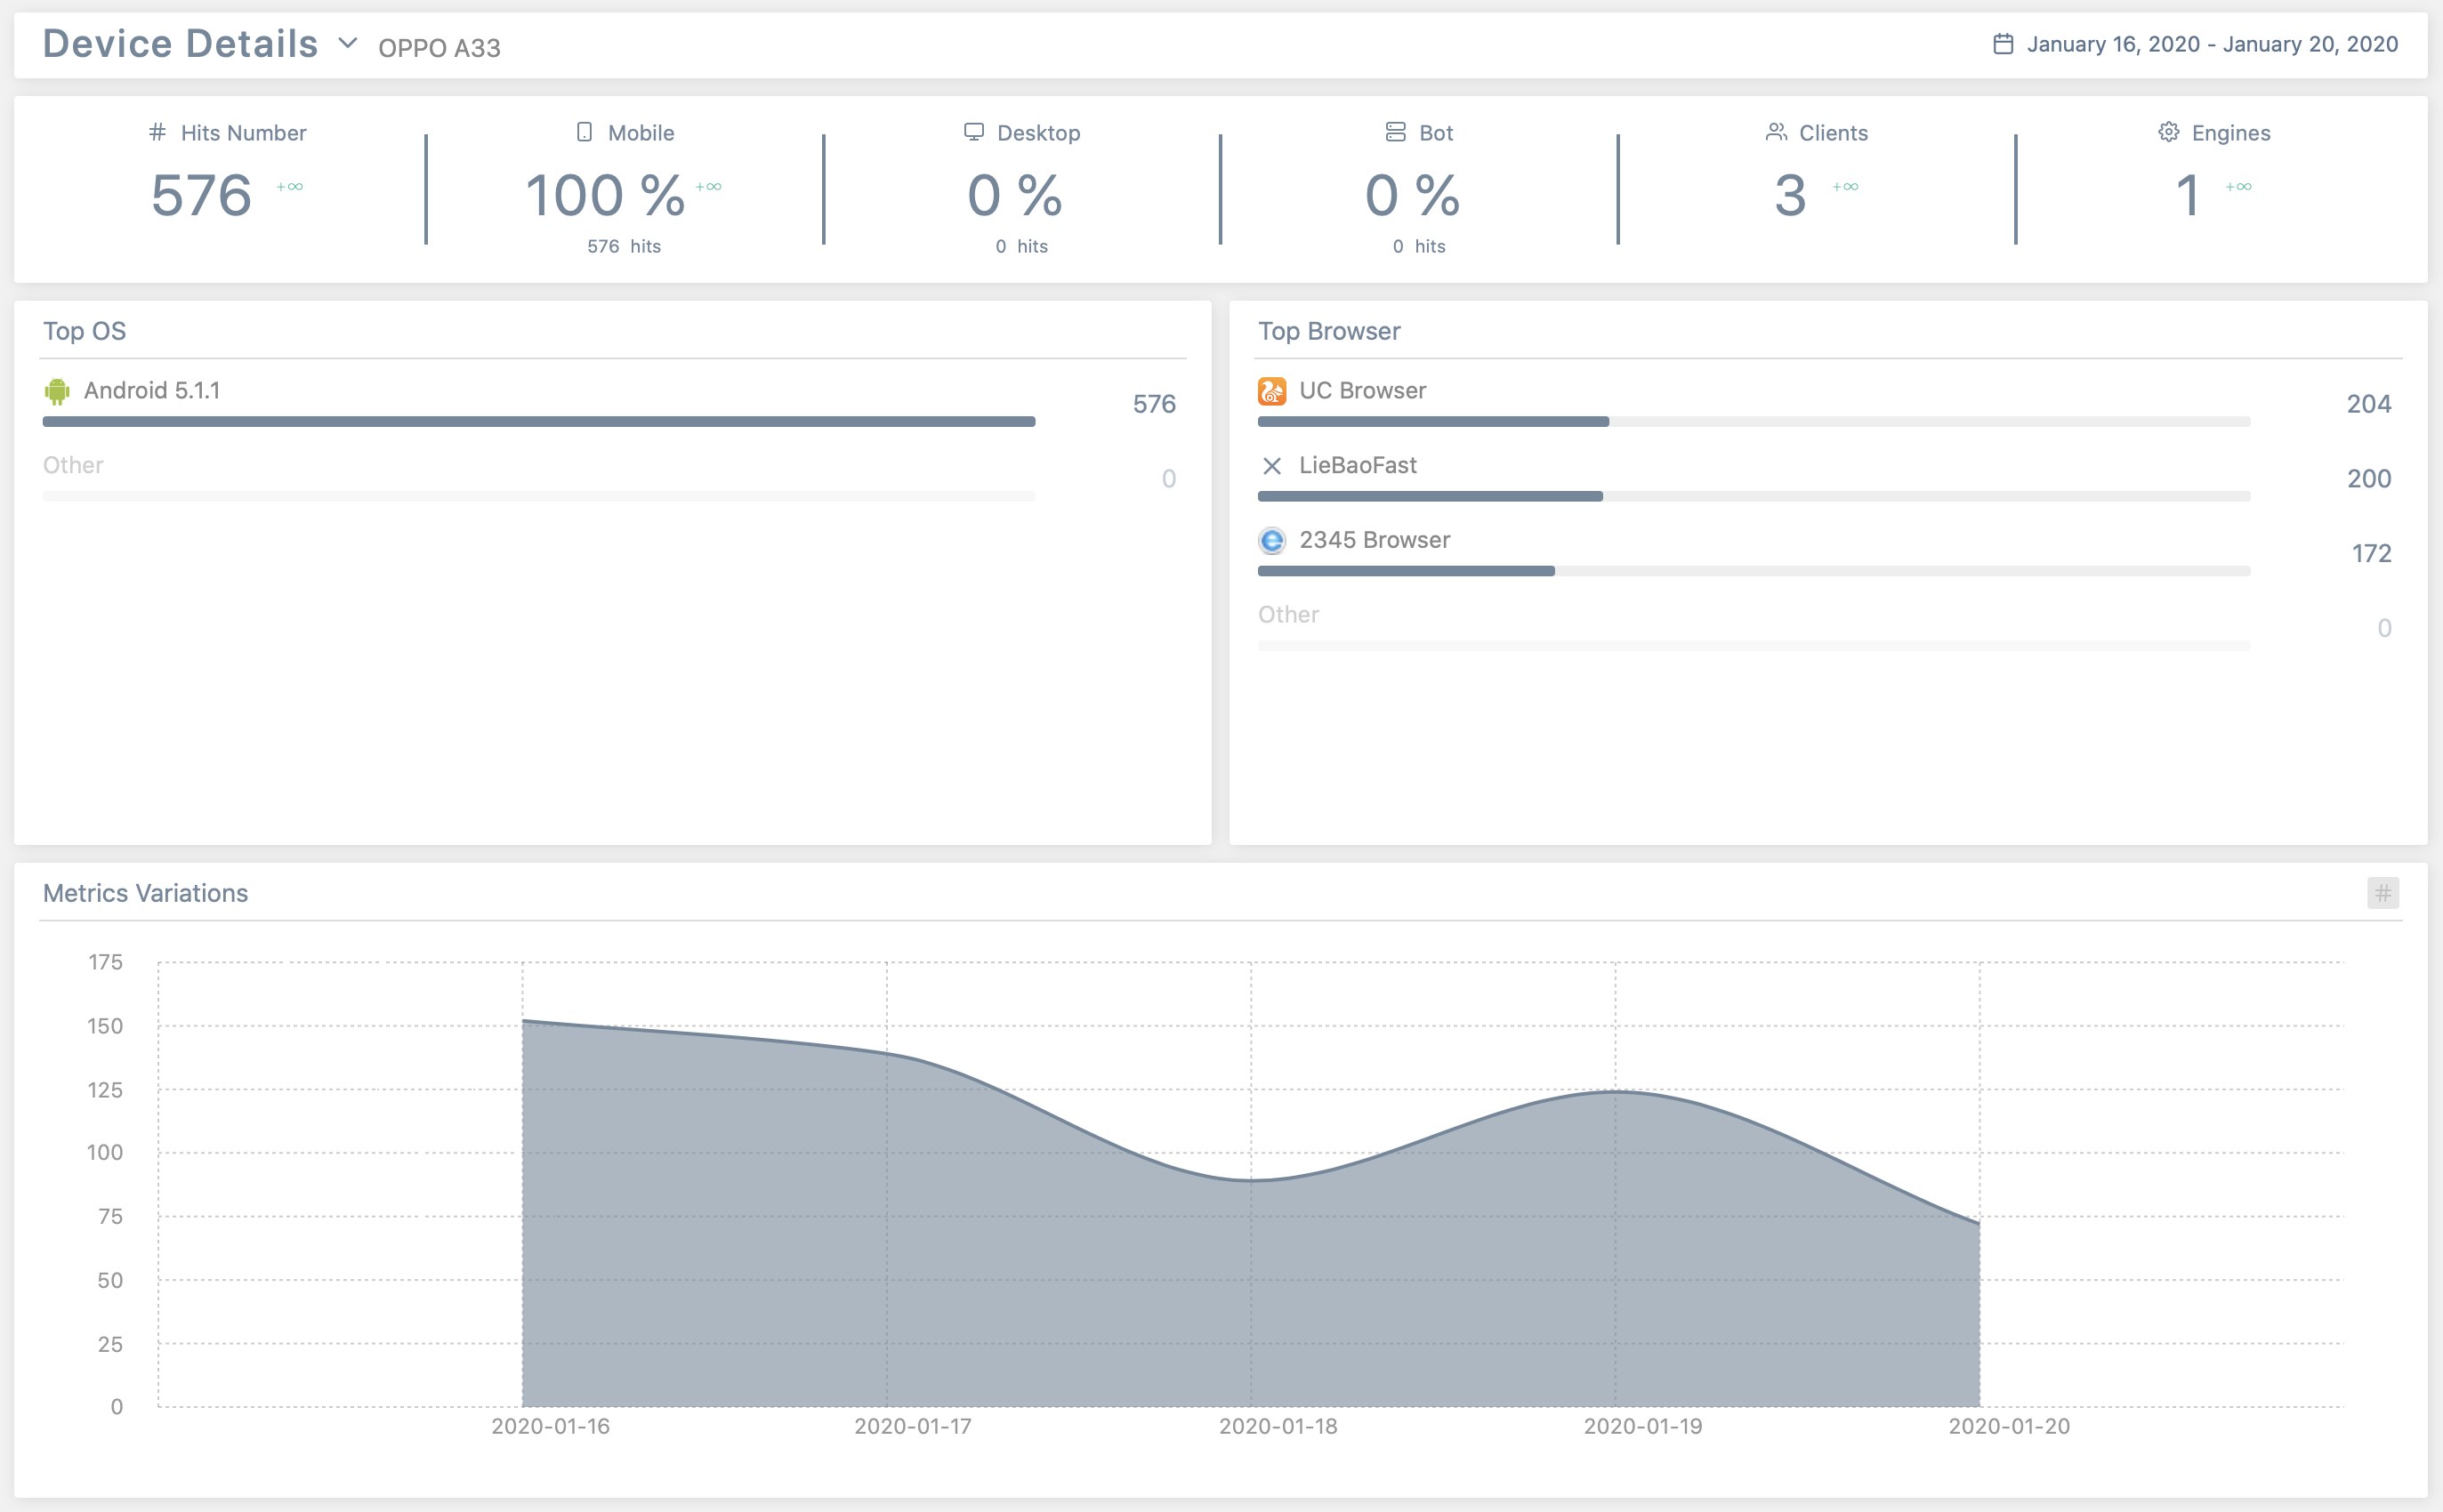 Device Details OPPO A33
January 16, 2020 - January 20, 2020
# Hits Number
576 +∞
Mobile
100 % +∞
576 hits
Desktop
0 %
0 hits
Bot
0 %
0 hits
Clients
3 +∞
Engines
1 +∞
Top OS
Android 5.1.1
576
Other
0
Top Browser
UC Browser
204
LieBaoFast
200
2345 Browser
172
Other
0
Metrics Variations
#
175
150
125
100
75
50
25
0
2020-01-16 2020-01-17 2020-01-18 2020-01-19 2020-01-20